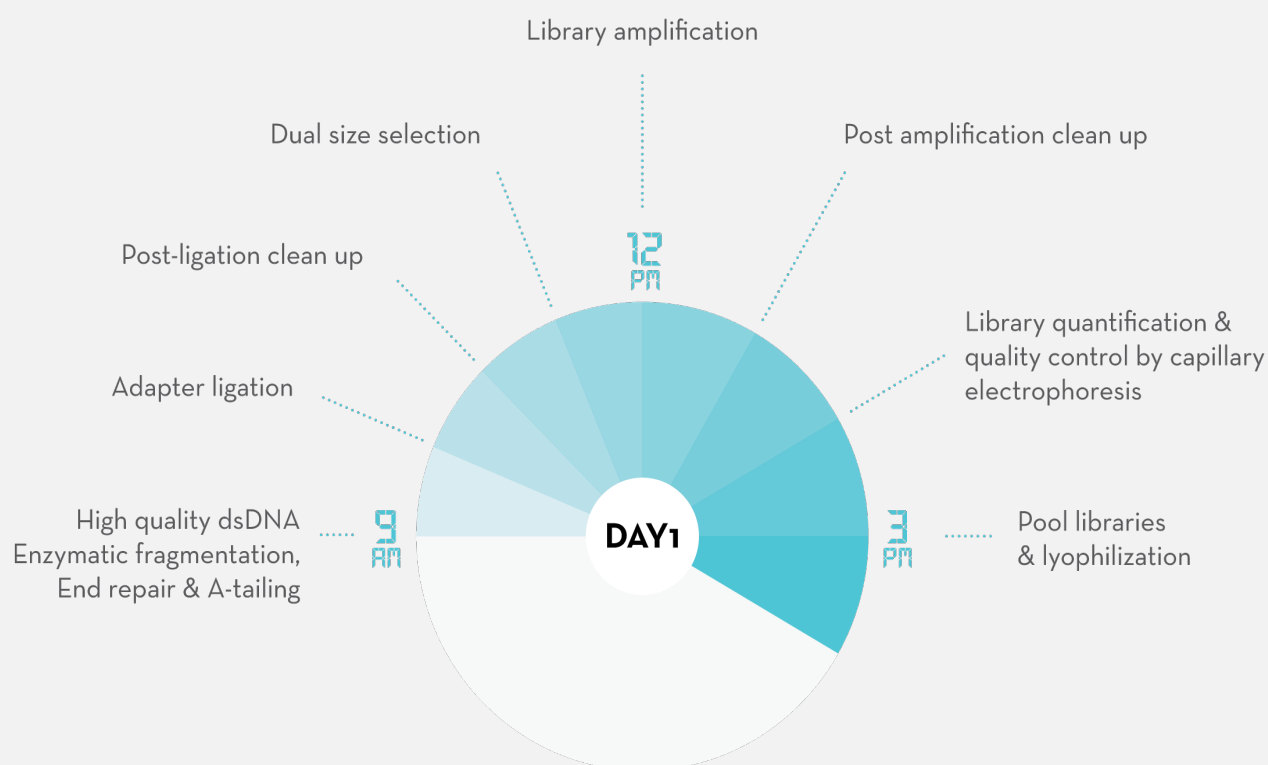 Library amplification
Dual size selection
Post amplification clean up
12
PM
Post-ligation clean up
Library quantification &
quality control by capillary
electrophoresis
Adapter ligation
High quality dsDNA
Enzymatic fragmentation,
End repair & A-tailing
9
AM
DAY1
3
PM
Pool libraries
& lyophilization